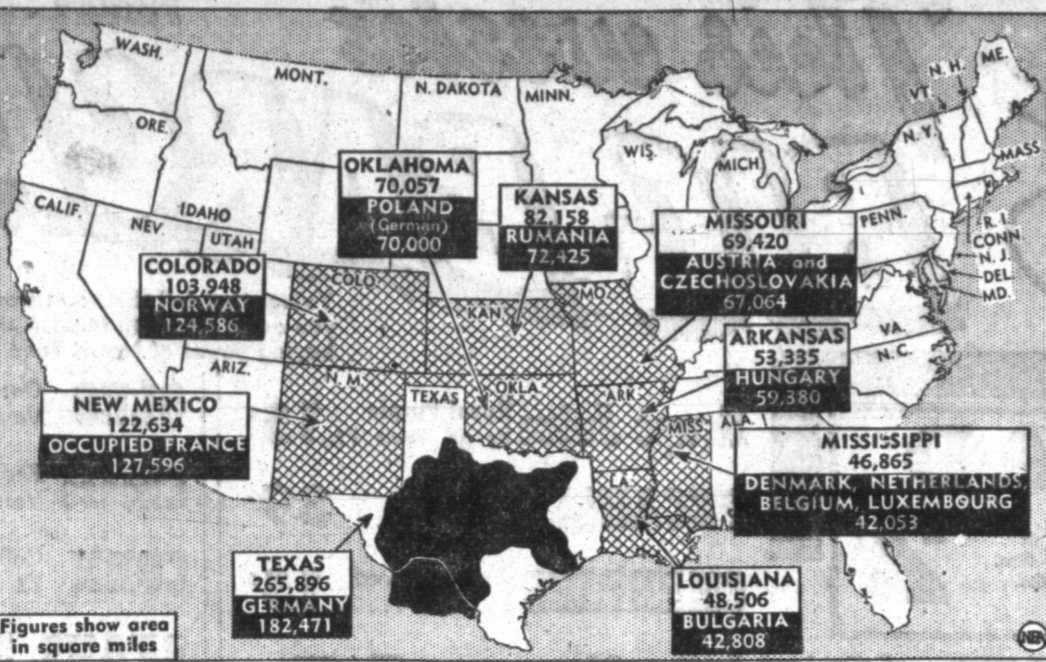 WASH.
MONT.
N. DAKOTA
MINN.
N. H.
ME.
VT.
ORE.
N.Y.
MASS
WIS.
MICH
CALIF.
NEV.
IDAHO
UTAH
PENN.
R. I.
CONN
N. J.
DEL
MD.
OKLAHOMA
70,057
POLAND
(German)
70,000
KANSAS
82,158
RUMANIA
72,425
MISSOURI
69,420
AUSTRIA and
CZECHOSLOVAKIA
67,064
COLORADO
103,948
NORWAY
124,586
COLO.
KAN
MO.
VA.
N.C.
ARKANSAS
53,335
HUNGARY
59,380
ARIZ.
N. M.
TEXAS
OKLA
ARK.
MISS.
ALA.
LA.
NEW MEXICO
122,634
OCCUPIED FRANCE
127,596
MISSISSIPPI
46,865
DENMARK, NETHERLANDS,
BELGIUM, LUXEMBOURG
42,053
TEXAS
265,896
GERMANY
182,471
LOUISIANA
48,506
BULGARIA
42,808
Figures show area
in square miles
NEA